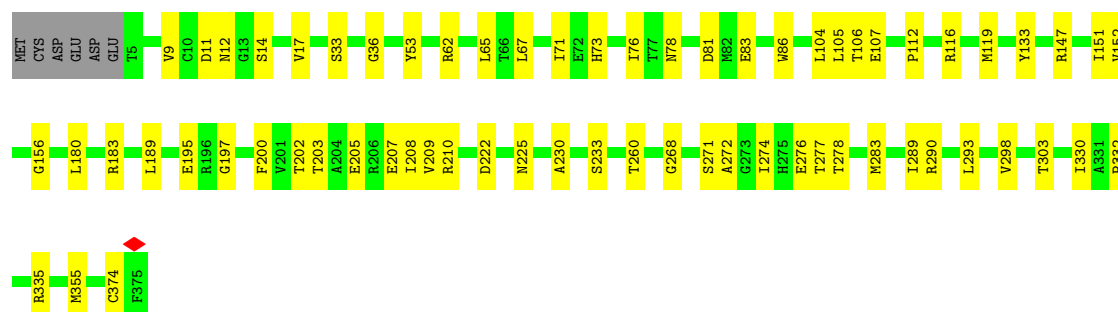 MET CYS ASP GLU ASP GLU T5 V9 C10 D11 N12 G13 S14 V17 S33 G36 Y53 R62 L65 T66 L67 I71 E72 H73 I76 T77 N78 D81 M82 E83 W86 L104 L105 T106 E107 P112 R116 M119 Y133 R147 I151 V152
G156 L180 R183 L189 E195 R196 G197 F200 V201 T202 T203 A204 E205 R206 E207 I208 V209 R210 D222 N225 A230 S233 T260 G268 S271 A272 G273 I274 H275 E276 T277 T278 M283 I289 R290 L293 V298 T303 I330 A331
R335 M355 C374 F375